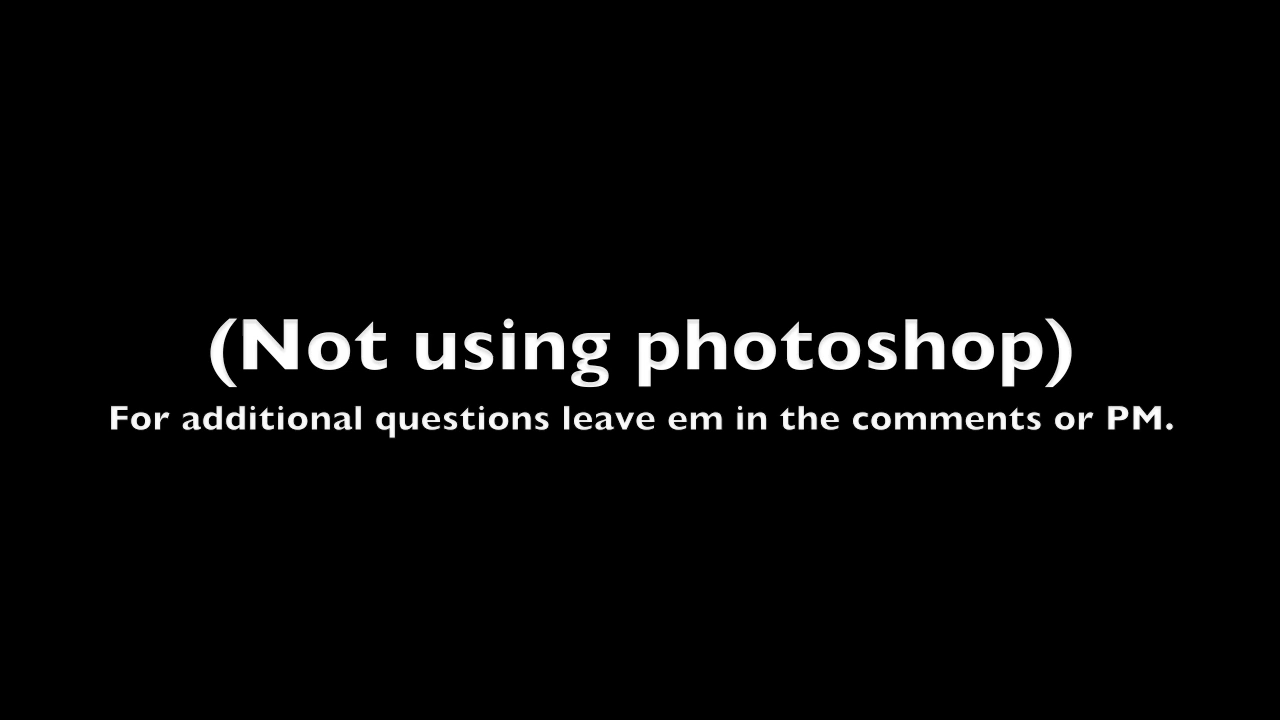 (Not using photoshop)
For additional questions leave em in the comments or PM.